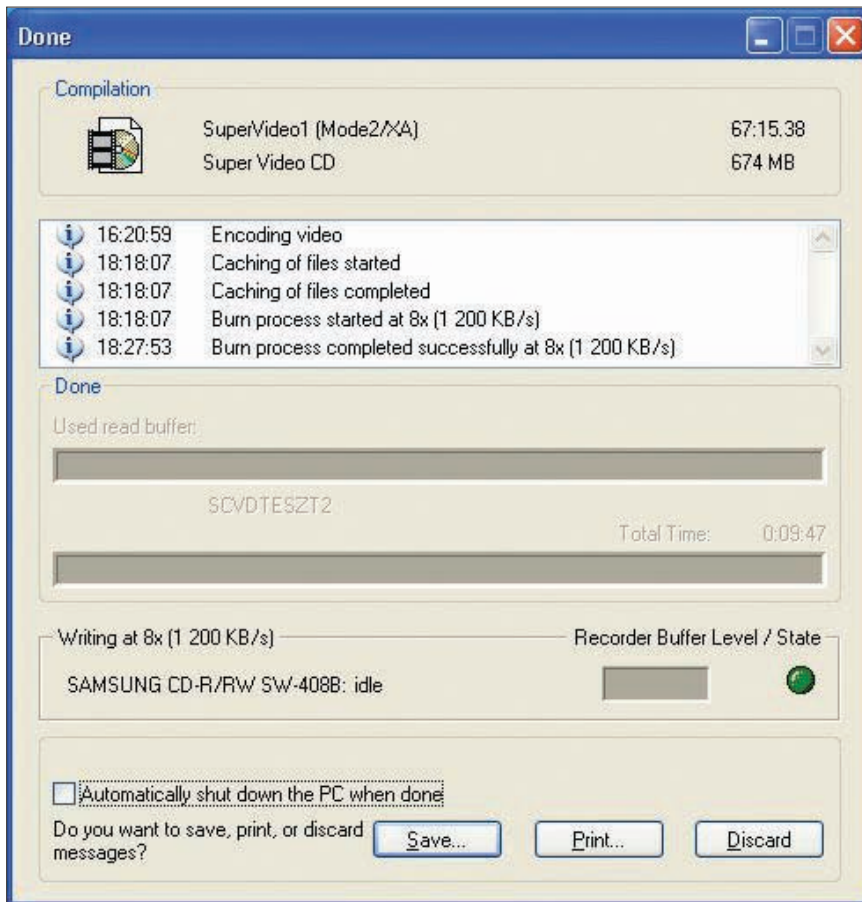 Done
Compilation
SuperVideo1 (Mode2/XA) 67:15.38
Super Video CD 674 MB
16:20:59 Encoding video
18:18:07 Caching of files started
18:18:07 Caching of files completed
18:18:07 Burn process started at 8x (1 200 KB/s)
18:27:53 Burn process completed successfully at 8x (1 200 KB/s)
Done
Used read buffer:
SCVDTESZT2
Total Time: 0:09:47
Writing at 8x (1 200 KB/s) Recorder Buffer Level / State
SAMSUNG CD-R/RW SW-408B: idle
Automatically shut down the PC when done
Do you want to save, print, or discard
messages?
Save... Print... Discard